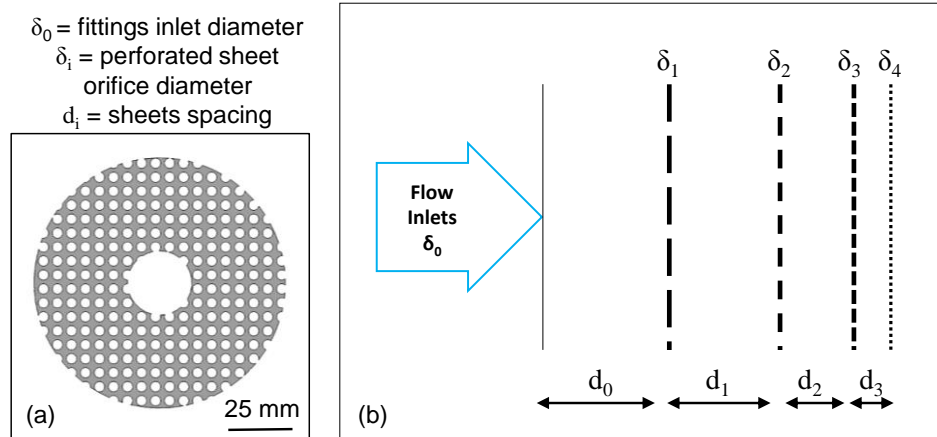 δ0 = fittings inlet diameter
δi = perforated sheet
orifice diameter
di = sheets spacing
(a)
25 mm
δ1 δ2 δ3 δ4
Flow
Inlets
δ0
d0 d1 d2 d3
(b)